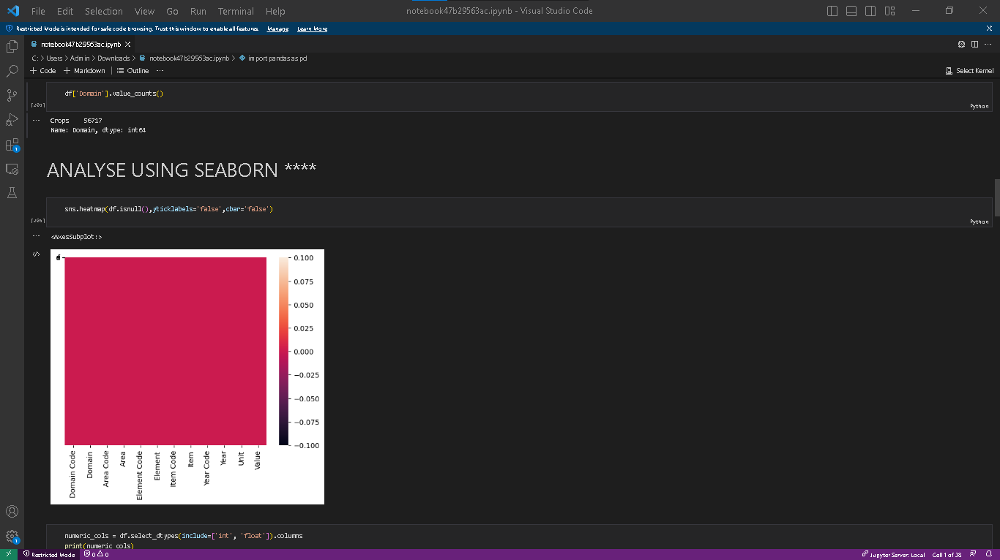 File Edit Selection View Go Run Terminal Help notebook47b29563ac.ipynb - Visual Studio Code
Restricted Mode is intended for safe code browsing. Trust this window to enable all features. Manage Learn More
notebook47b29563ac.ipynb
C: > Users > Admin > Downloads > notebook47b29563ac.ipynb > import pandas as pd
+ Code + Markdown Outline ... Select Kernel
df['Domain'].value_counts()
Python
Crops 56717
Name: Domain, dtype: int64
ANALYSE USING SEABORN ****
sns.heatmap(df.isnull(),yticklabels='false',cbar='false')
Python
<AxesSubplot:>
0.100
0.075
0.050
0.025
0.000
−0.025
−0.050
−0.075
−0.100
Domain Code
Domain
Area Code
Area
Element Code
Element
Item Code
Item
Year Code
Year
Unit
Value
numeric_cols = df.select_dtypes(include=['int', 'float']).columns
print(numeric_cols)
Restricted Mode 0 0 Jupyter Server: Local Cell 1 of 38